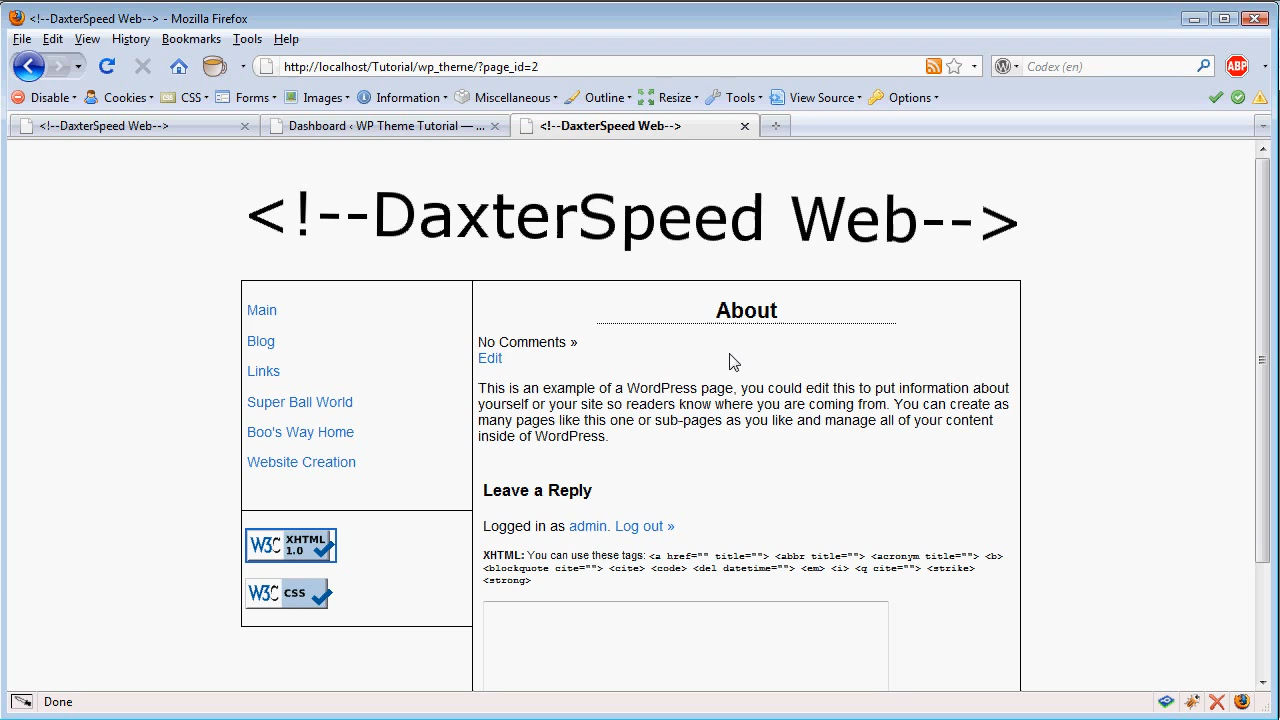 <!--DaxterSpeed Web--> - Mozilla Firefox
File Edit View History Bookmarks Tools Help
http://localhost/Tutorial/wp_theme/?page_id=2 Codex (en) ABP
Disable Cookies CSS Forms Images Information Miscellaneous Outline Resize Tools View Source Options
<!--DaxterSpeed Web--> Dashboard ‹ WP Theme Tutorial — ... <!--DaxterSpeed Web-->
<!--DaxterSpeed Web-->
Main
Blog
Links
Super Ball World
Boo's Way Home
Website Creation
W3C XHTML 1.0
W3C CSS
About
No Comments »
Edit
This is an example of a WordPress page, you could edit this to put information about
yourself or your site so readers know where you are coming from. You can create as
many pages like this one or sub-pages as you like and manage all of your content
inside of WordPress.
Leave a Reply
Logged in as admin. Log out »
XHTML: You can use these tags: <a href="" title=""> <abbr title=""> <acronym title=""> <b>
<blockquote cite=""> <cite> <code> <del datetime=""> <em> <i> <q cite=""> <strike>
<strong>
Done